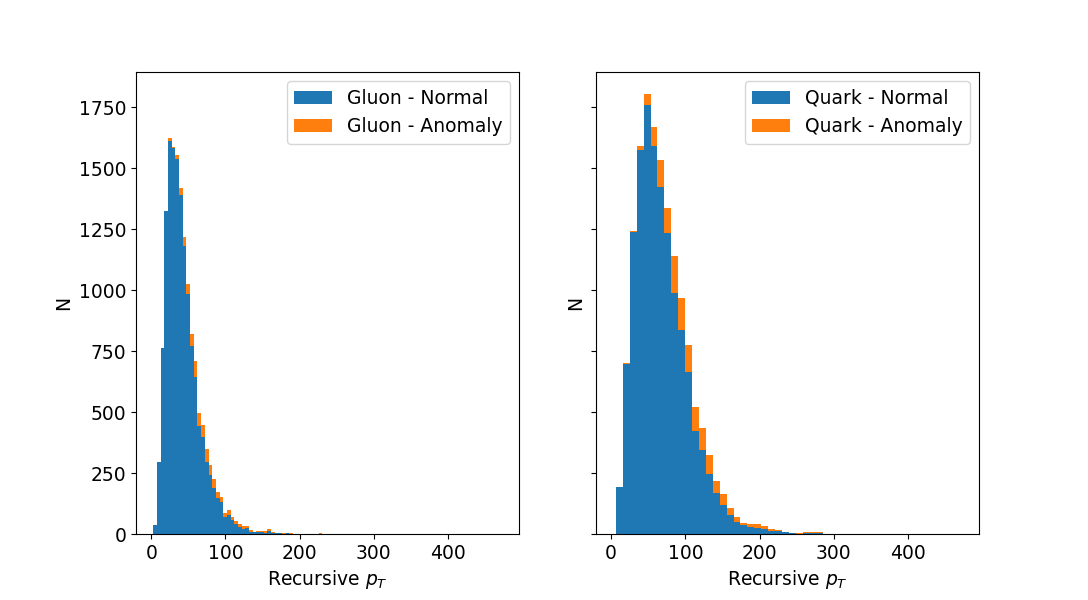 Gluon - Normal
Gluon - Anomaly
1750
1500
1250
1000
750
500
250
0
N
0 100 200 300 400
Recursive $p_T$
Quark - Normal
Quark - Anomaly
N
0 100 200 300 400
Recursive $p_T$